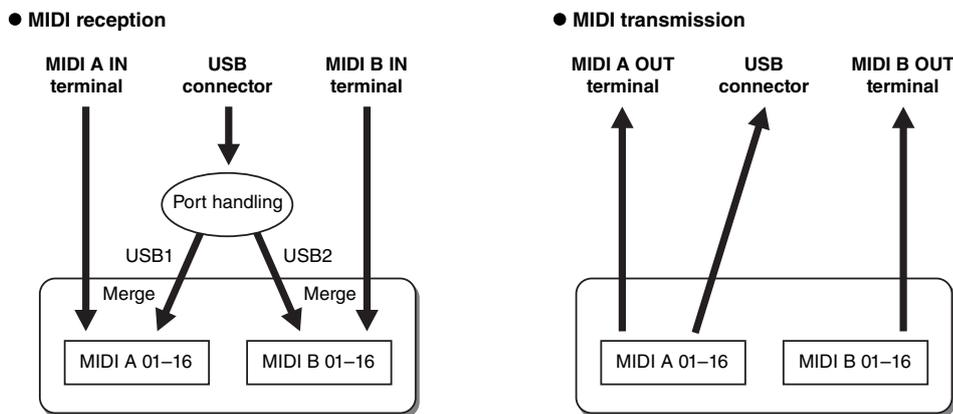 ● MIDI reception
MIDI A IN
terminal
USB
connector
MIDI B IN
terminal
Port handling
USB1
USB2
Merge
Merge
MIDI A 01–16
MIDI B 01–16
● MIDI transmission
MIDI A OUT
terminal
USB
connector
MIDI B OUT
terminal
MIDI A 01–16
MIDI B 01–16